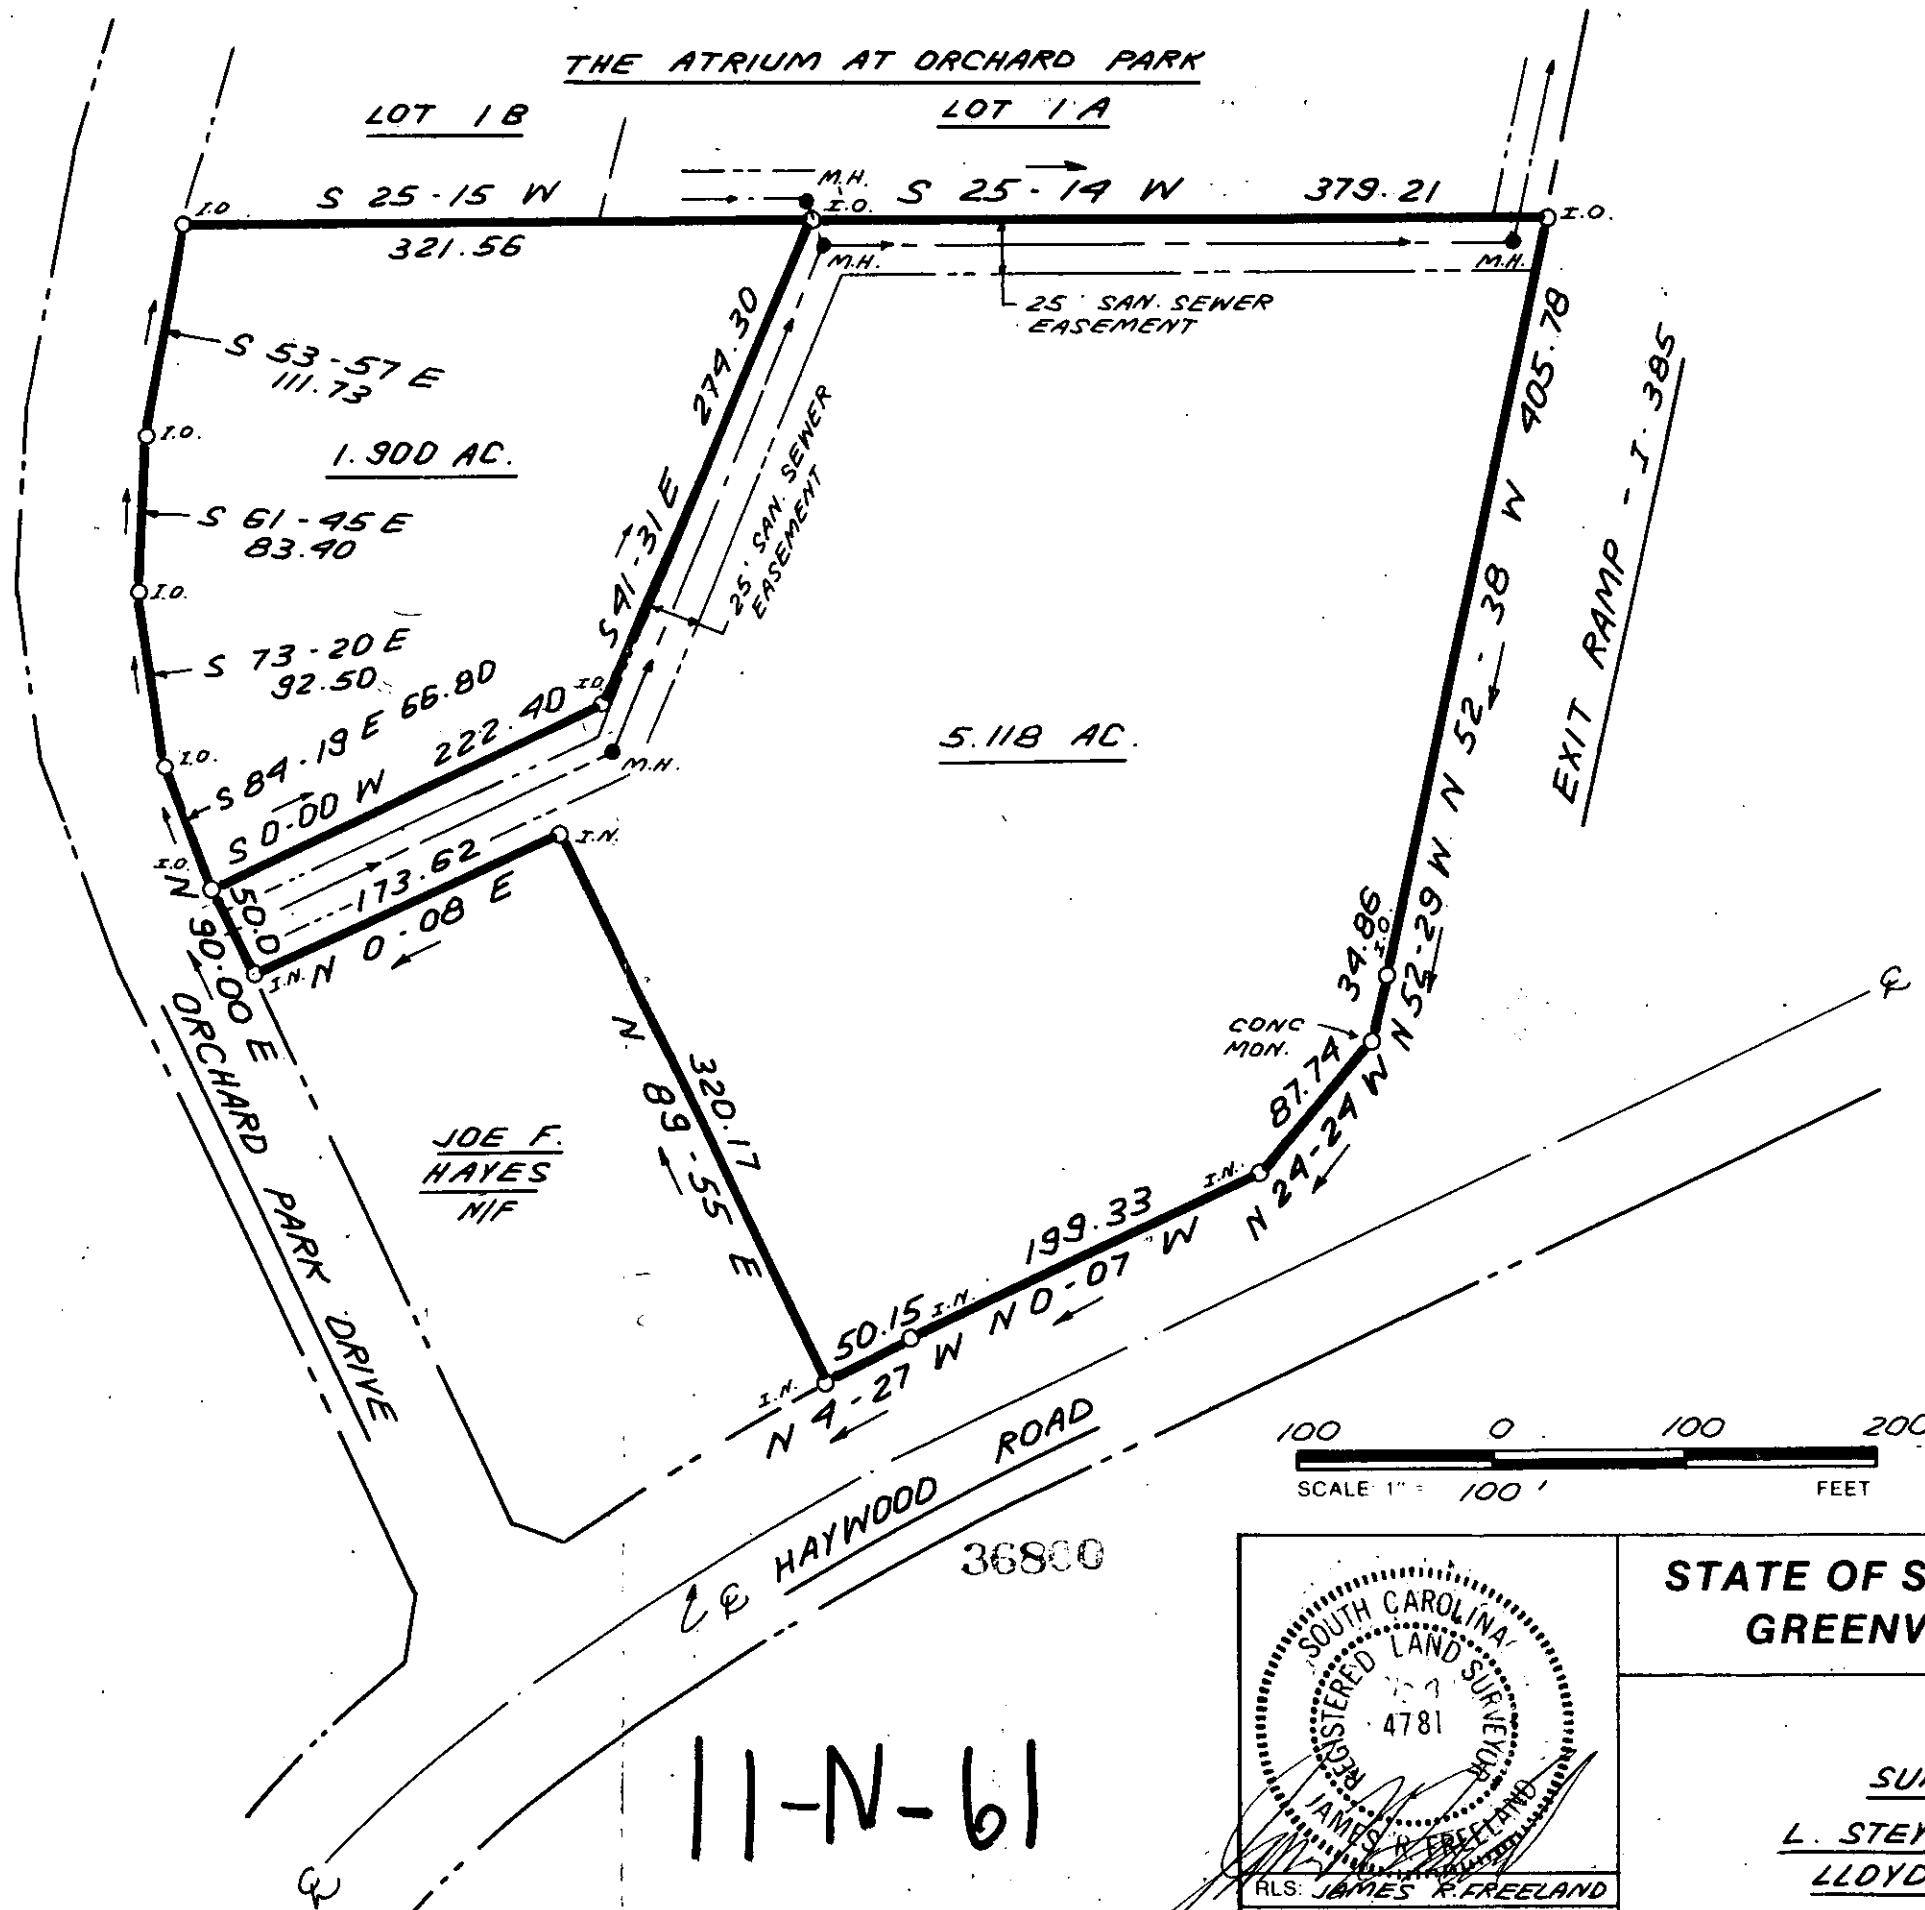 THE ATRIUM AT ORCHARD PARK
LOT 1B
LOT 1A
S 25-15 W
321.56
M.H.
S 25-14 W 379.21
I.O.
I.O.
I.O.
M.H.
M.H.
25' SAN. SEWER
EASEMENT
S 53-57 E
111.73
I.O.
1.900 AC.
S 61-45 E
83.40
I.O.
S 73-20 E
92.50
I.O.
S 84-19 E 66.80
S 0-00 W 222.40
I.O.
S 41-31 E 274.30
25' SAN. SEWER
EASEMENT
M.H.
5.118 AC.
N 52-38 W 405.78
EXIT RAMP - I-385
I.O.
N 90-00 E
50.0
173.62
N 0-08 E
I.N.
I.N.
34.86
I.O.
N 52-29 W
CONC
MON.
87.74
N 24-24 W
I.N.
199.33
N 0-07 W
I.N.
50.15
N 4-27 W
I.N.
320.17
N 89-55 E
JOE F.
HAYES
N/F
ORCHARD PARK DRIVE
HAYWOOD ROAD
℄
℄
℄
100 0 100 200
SCALE 1" = 100' FEET
11-N-61
SOUTH CAROLINA
REGISTERED LAND SURVEYOR
4781
JAMES R. FREELAND
RLS: JAMES R. FREELAND
STATE OF S
GREENV
SU
L. STEY
LLOYD